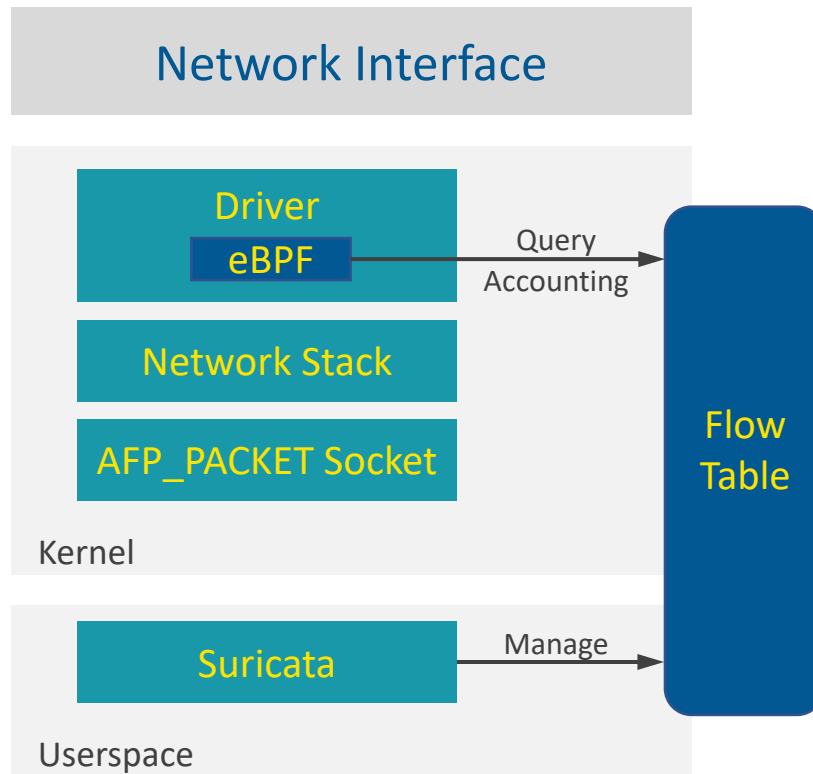 Network Interface
Driver
eBPF
Query
Accounting
Network Stack
AFP_PACKET Socket
Flow
Table
Kernel
Suricata
Manage
Userspace